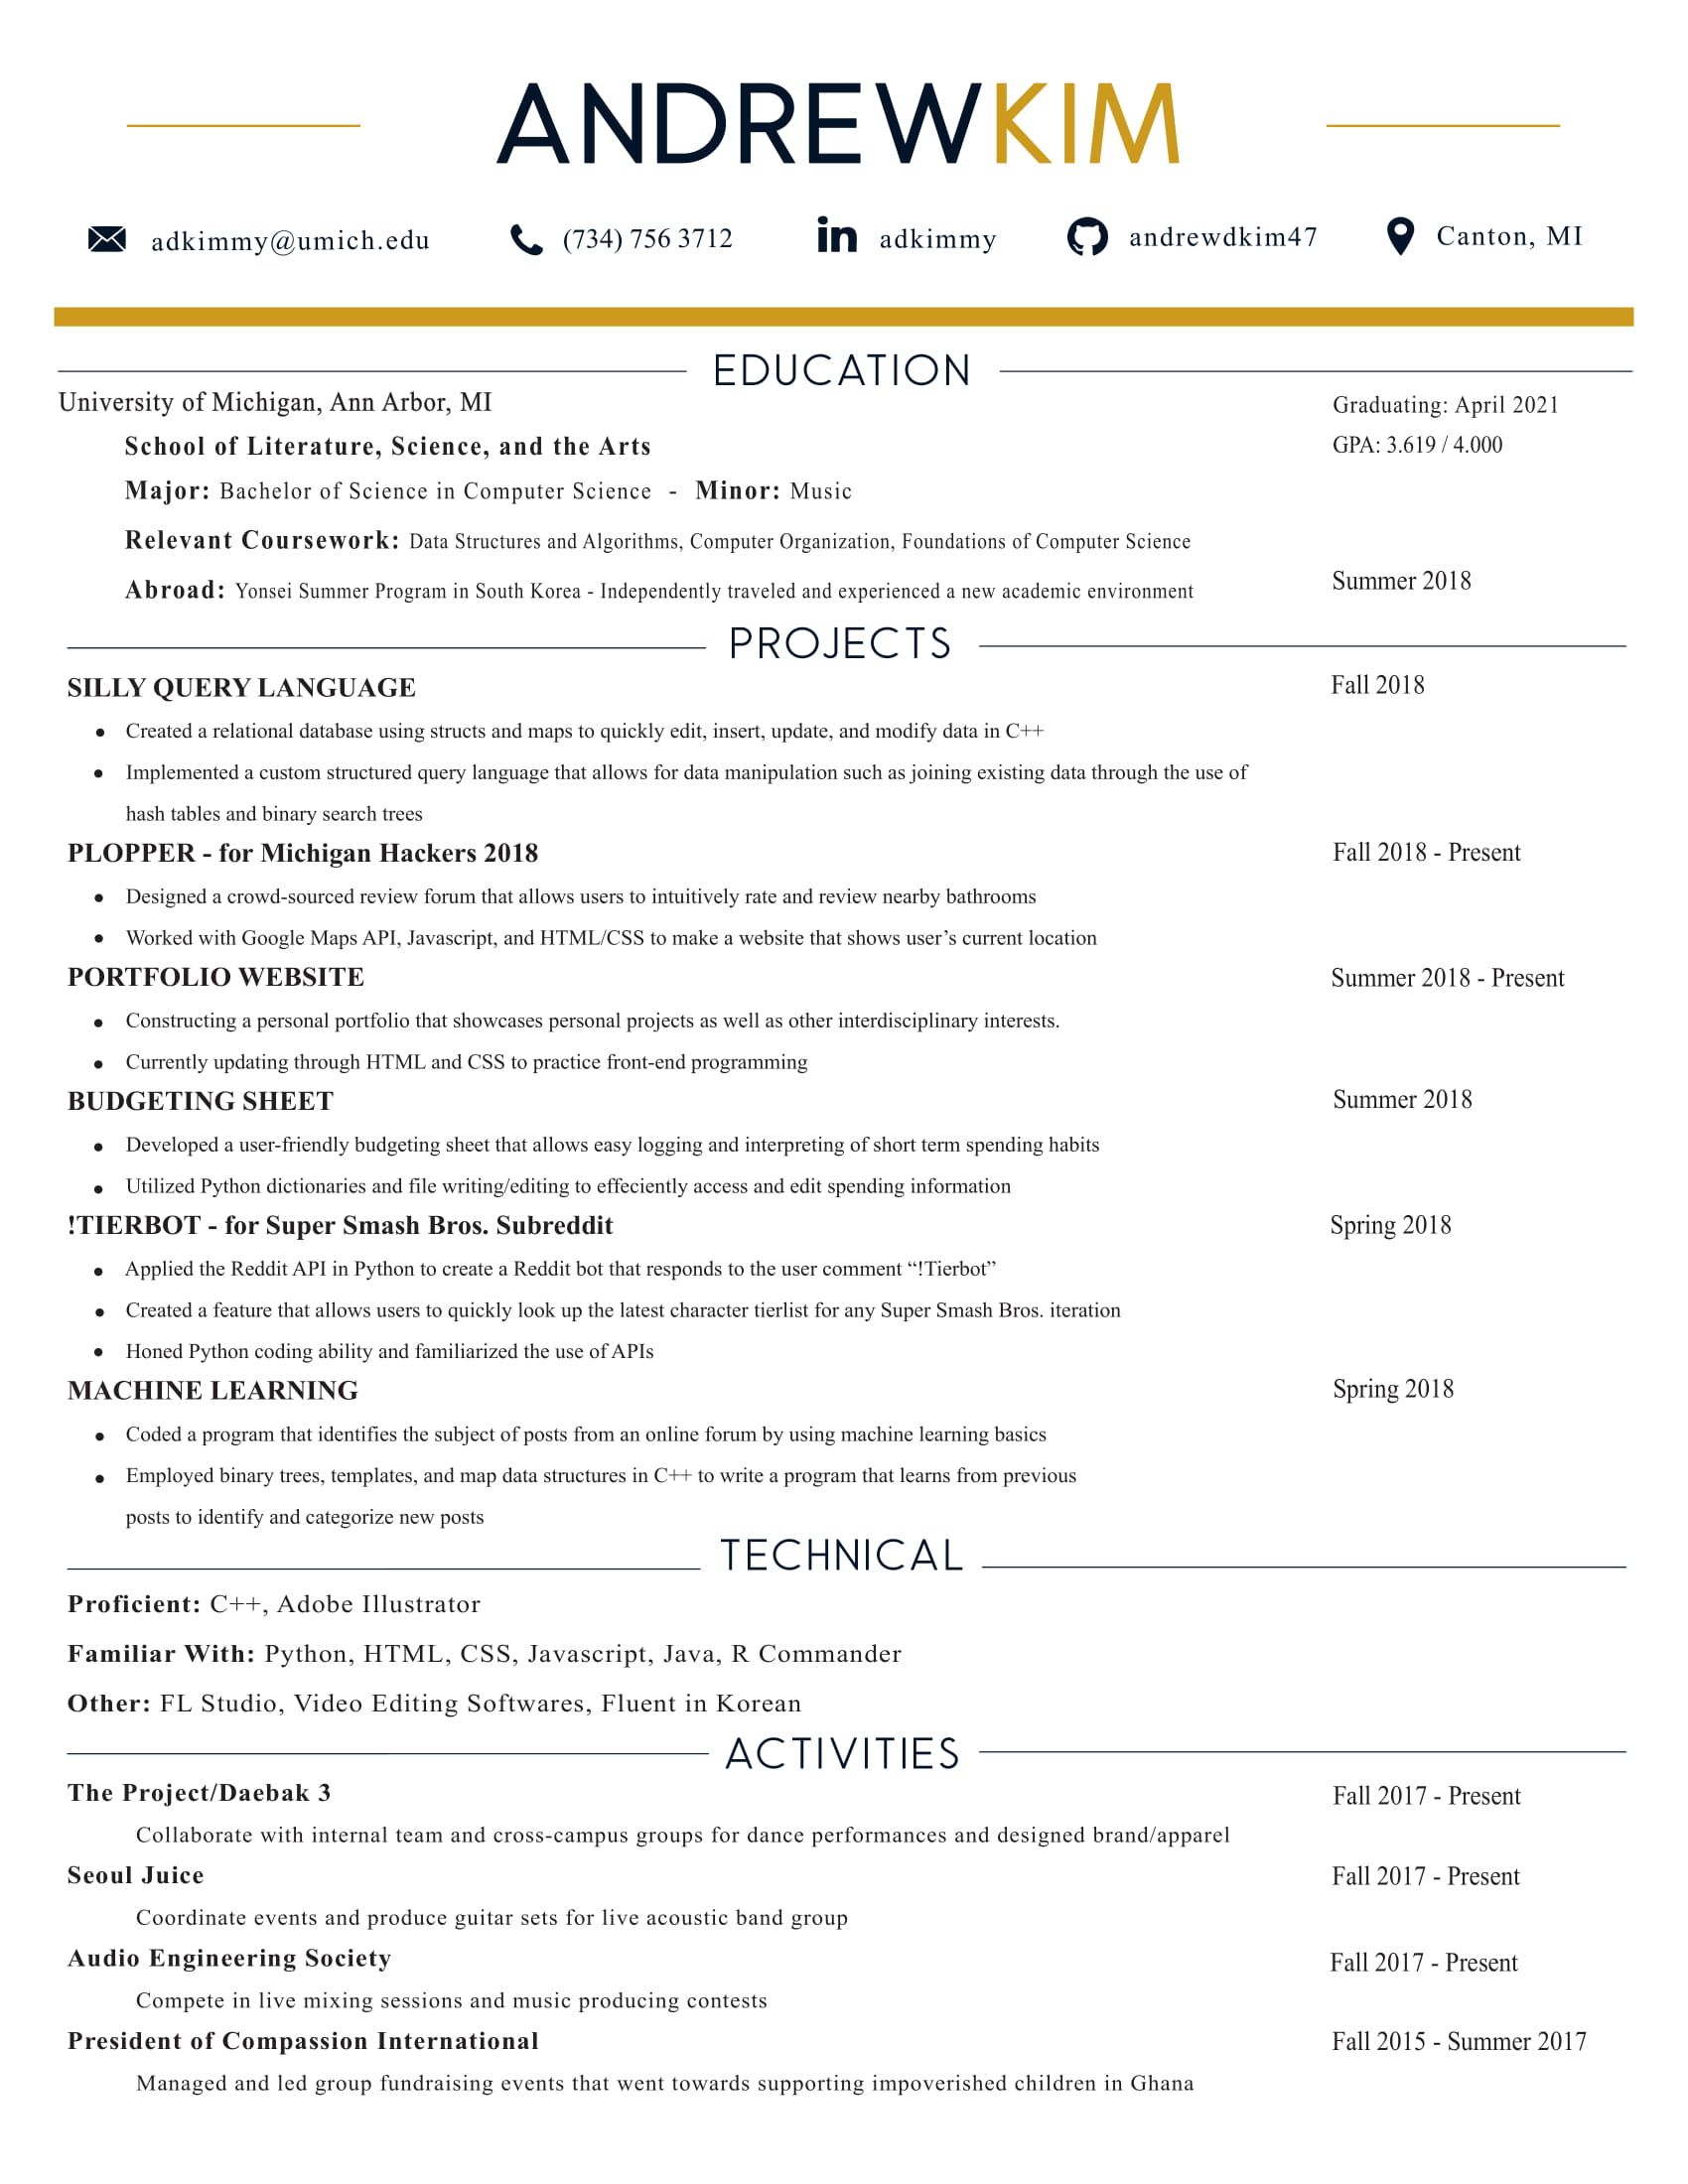 ANDREWKIM
adkimmy@umich.edu (734) 756 3712 adkimmy andrewdkim47 Canton, MI
EDUCATION
University of Michigan, Ann Arbor, MI Graduating: April 2021
School of Literature, Science, and the Arts GPA: 3.619 / 4.000
Major: Bachelor of Science in Computer Science - Minor: Music
Relevant Coursework: Data Structures and Algorithms, Computer Organization, Foundations of Computer Science
Abroad: Yonsei Summer Program in South Korea - Independently traveled and experienced a new academic environment Summer 2018
PROJECTS
SILLY QUERY LANGUAGE Fall 2018
• Created a relational database using structs and maps to quickly edit, insert, update, and modify data in C++
• Implemented a custom structured query language that allows for data manipulation such as joining existing data through the use of
hash tables and binary search trees
PLOPPER - for Michigan Hackers 2018 Fall 2018 - Present
• Designed a crowd-sourced review forum that allows users to intuitively rate and review nearby bathrooms
• Worked with Google Maps API, Javascript, and HTML/CSS to make a website that shows user’s current location
PORTFOLIO WEBSITE Summer 2018 - Present
• Constructing a personal portfolio that showcases personal projects as well as other interdisciplinary interests.
• Currently updating through HTML and CSS to practice front-end programming
BUDGETING SHEET Summer 2018
• Developed a user-friendly budgeting sheet that allows easy logging and interpreting of short term spending habits
• Utilized Python dictionaries and file writing/editing to effeciently access and edit spending information
!TIERBOT - for Super Smash Bros. Subreddit Spring 2018
• Applied the Reddit API in Python to create a Reddit bot that responds to the user comment “!Tierbot”
• Created a feature that allows users to quickly look up the latest character tierlist for any Super Smash Bros. iteration
• Honed Python coding ability and familiarized the use of APIs
MACHINE LEARNING Spring 2018
• Coded a program that identifies the subject of posts from an online forum by using machine learning basics
• Employed binary trees, templates, and map data structures in C++ to write a program that learns from previous
posts to identify and categorize new posts
TECHNICAL
Proficient: C++, Adobe Illustrator
Familiar With: Python, HTML, CSS, Javascript, Java, R Commander
Other: FL Studio, Video Editing Softwares, Fluent in Korean
ACTIVITIES
The Project/Daebak 3 Fall 2017 - Present
Collaborate with internal team and cross-campus groups for dance performances and designed brand/apparel
Seoul Juice Fall 2017 - Present
Coordinate events and produce guitar sets for live acoustic band group
Audio Engineering Society Fall 2017 - Present
Compete in live mixing sessions and music producing contests
President of Compassion International Fall 2015 - Summer 2017
Managed and led group fundraising events that went towards supporting impoverished children in Ghana